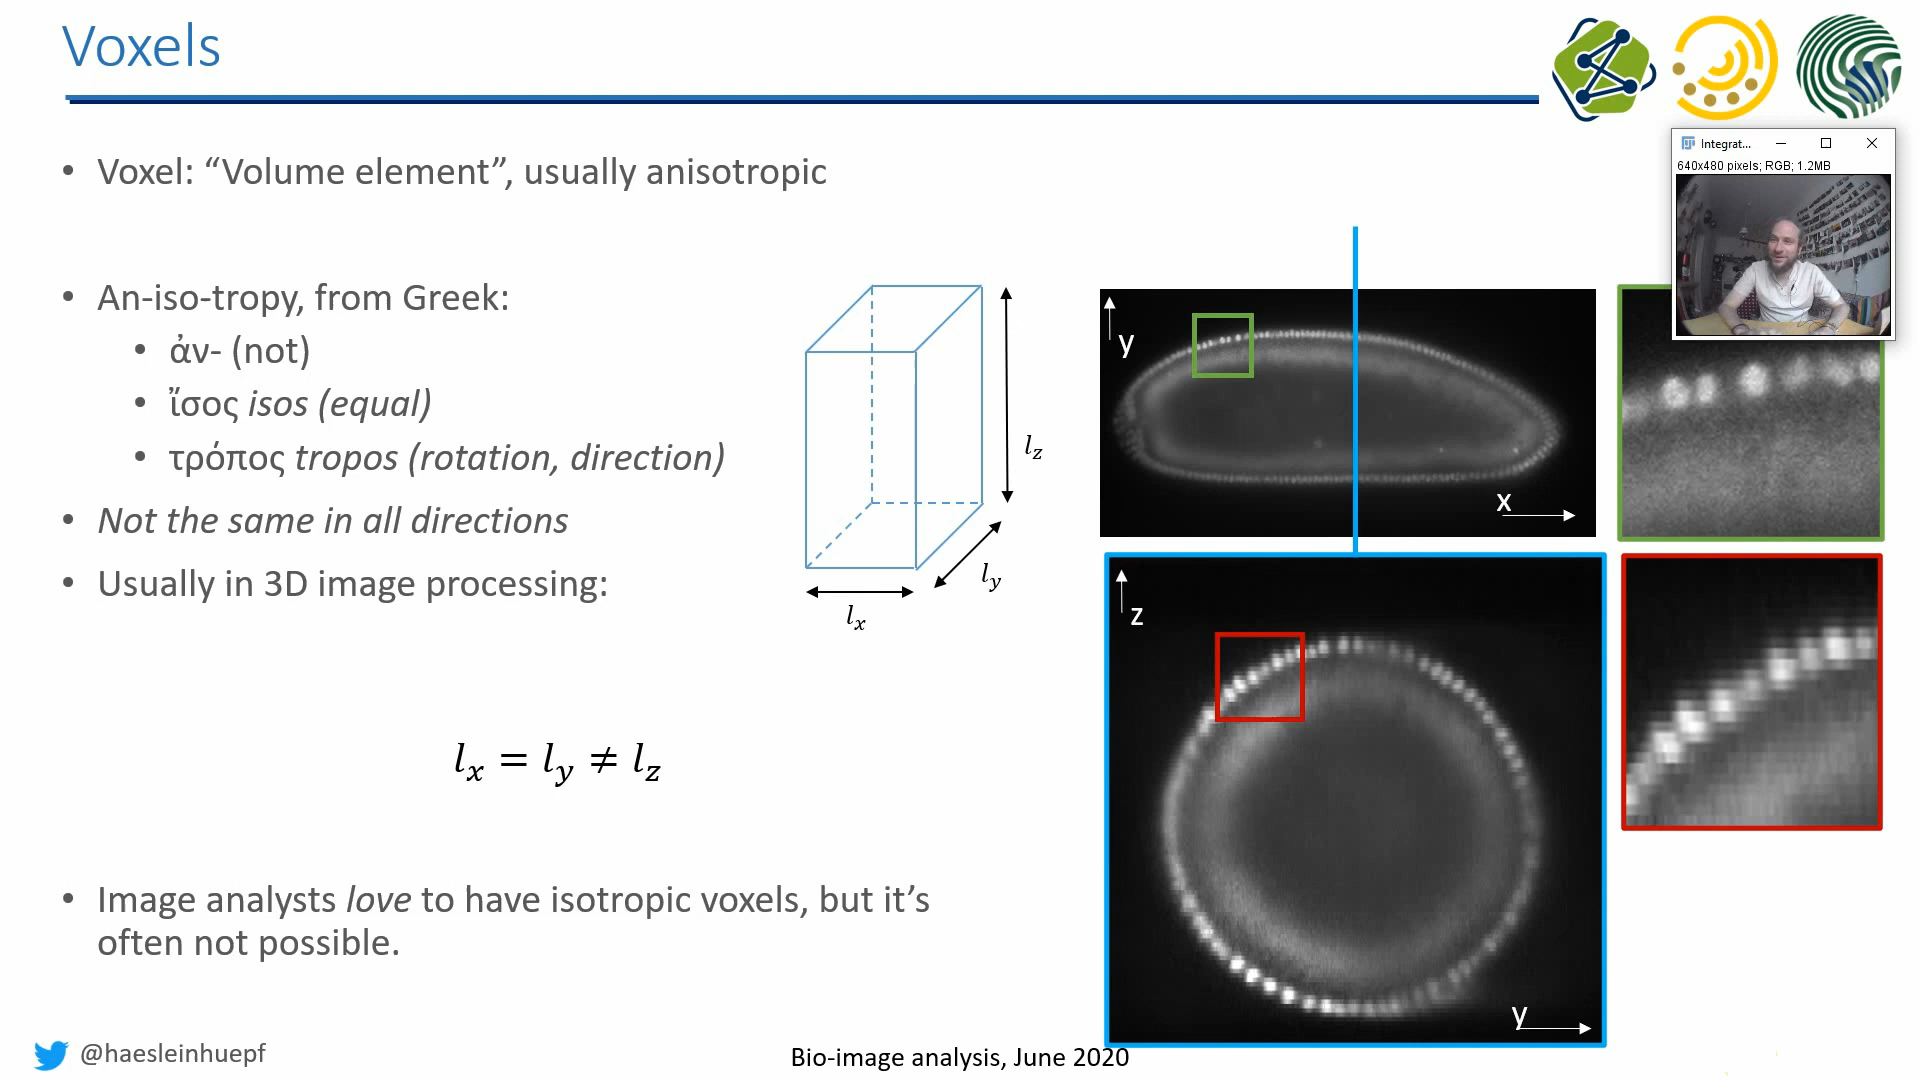 Voxels
• Voxel: “Volume element”, usually anisotropic
• An-iso-tropy, from Greek:
• ἀν- (not)
• ἴσος isos (equal)
• τρόπος tropos (rotation, direction)
• Not the same in all directions
• Usually in 3D image processing:
lx = ly ≠ lz
• Image analysts love to have isotropic voxels, but it’s
often not possible.
lz
ly
lx
y
x
z
y
Integrat...
640x480 pixels; RGB; 1.2MB
@haesleinhuepf
Bio-image analysis, June 2020